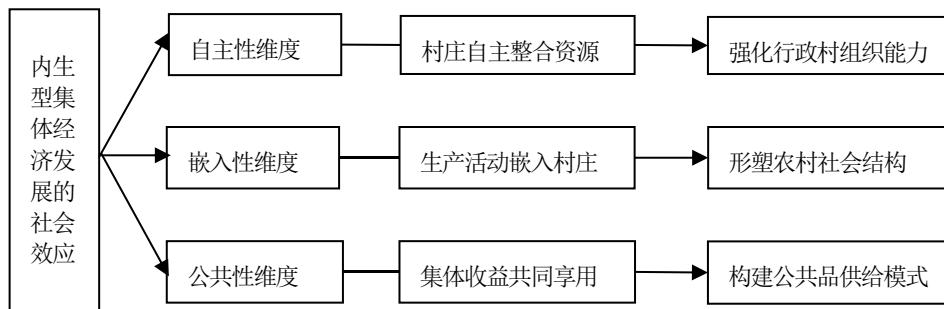 内生
型集
体经
济发
展的
社会
效应
自主性维度
村庄自主整合资源
强化行政村组织能力
嵌入性维度
生产活动嵌入村庄
形塑农村社会结构
公共性维度
集体收益共同享用
构建公共品供给模式